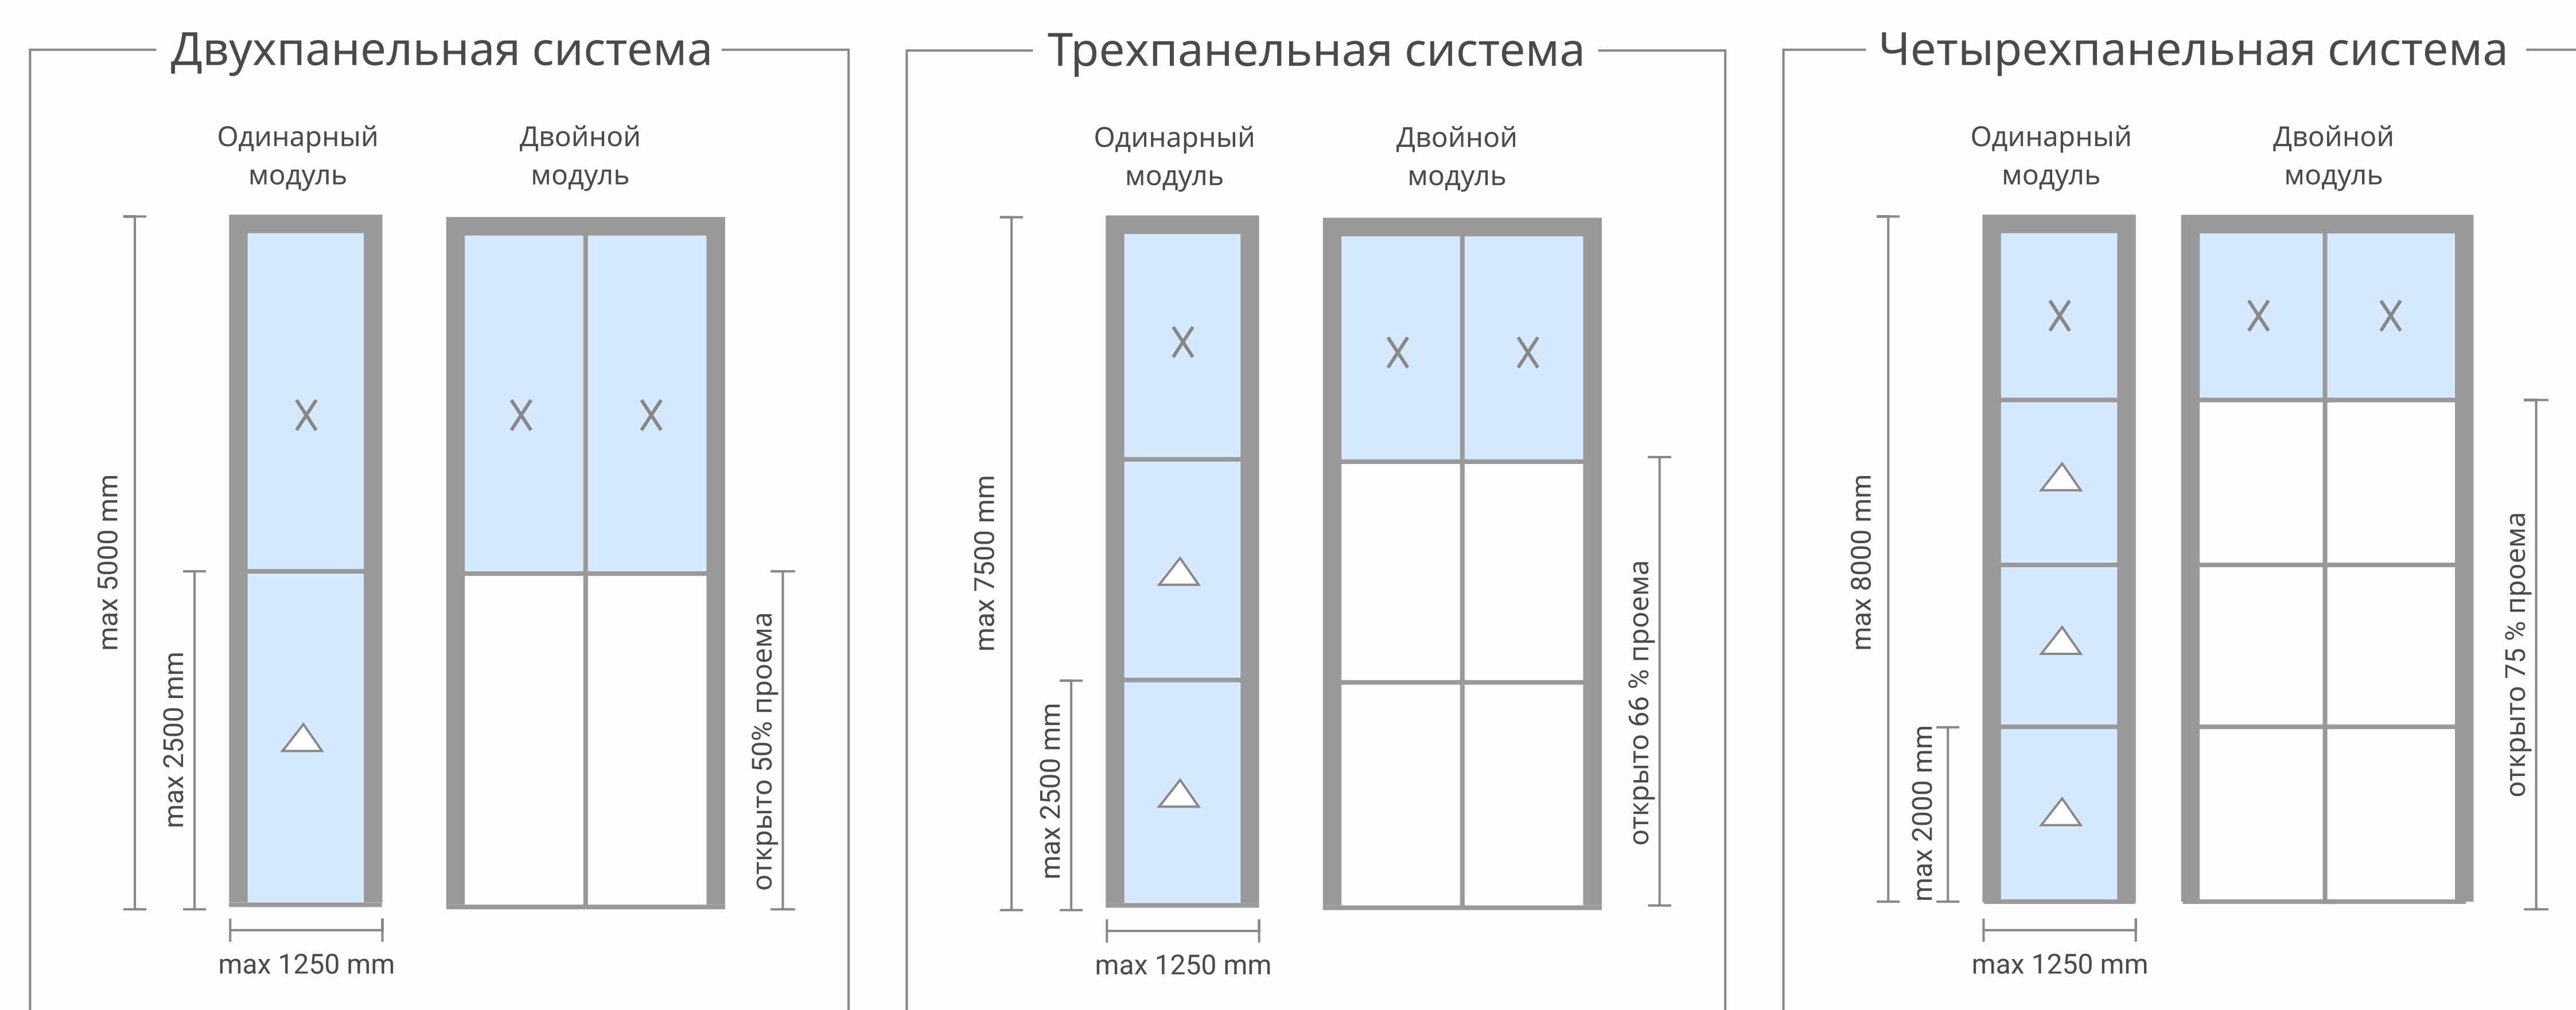 Двухпанельная система
Одинарный
модуль
Двойной
модуль
max 5000 mm
max 2500 mm
открыто 50% проема
max 1250 mm
Трехпанельная система
Одинарный
модуль
Двойной
модуль
max 7500 mm
max 2500 mm
открыто 66 % проема
max 1250 mm
Четырехпанельная система
Одинарный
модуль
Двойной
модуль
max 8000 mm
max 2000 mm
открыто 75 % проема
max 1250 mm